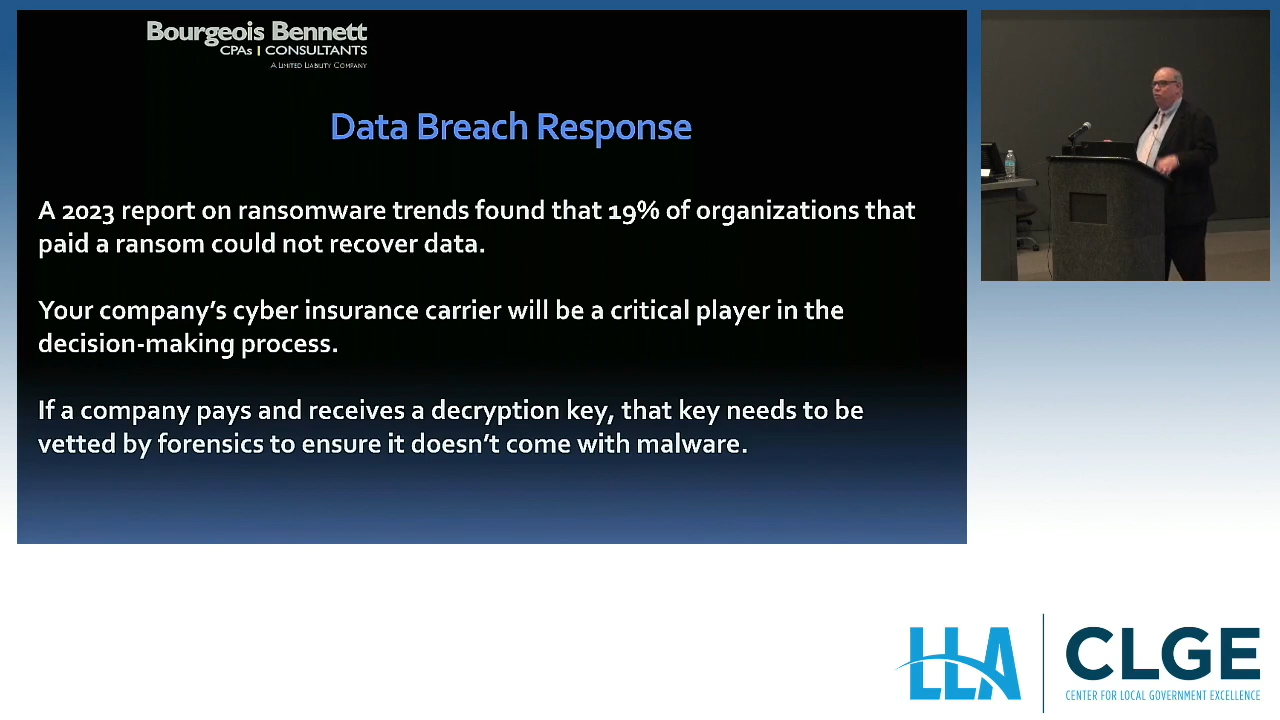 Bourgeois Bennett
CPAs | CONSULTANTS
A LIMITED LIABILITY COMPANY
Data Breach Response
A 2023 report on ransomware trends found that 19% of organizations that
paid a ransom could not recover data.
Your company's cyber insurance carrier will be a critical player in the
decision-making process.
If a company pays and receives a decryption key, that key needs to be
vetted by forensics to ensure it doesn't come with malware.
LLA
CLGE
CENTER FOR LOCAL GOVERNMENT EXCELLENCE